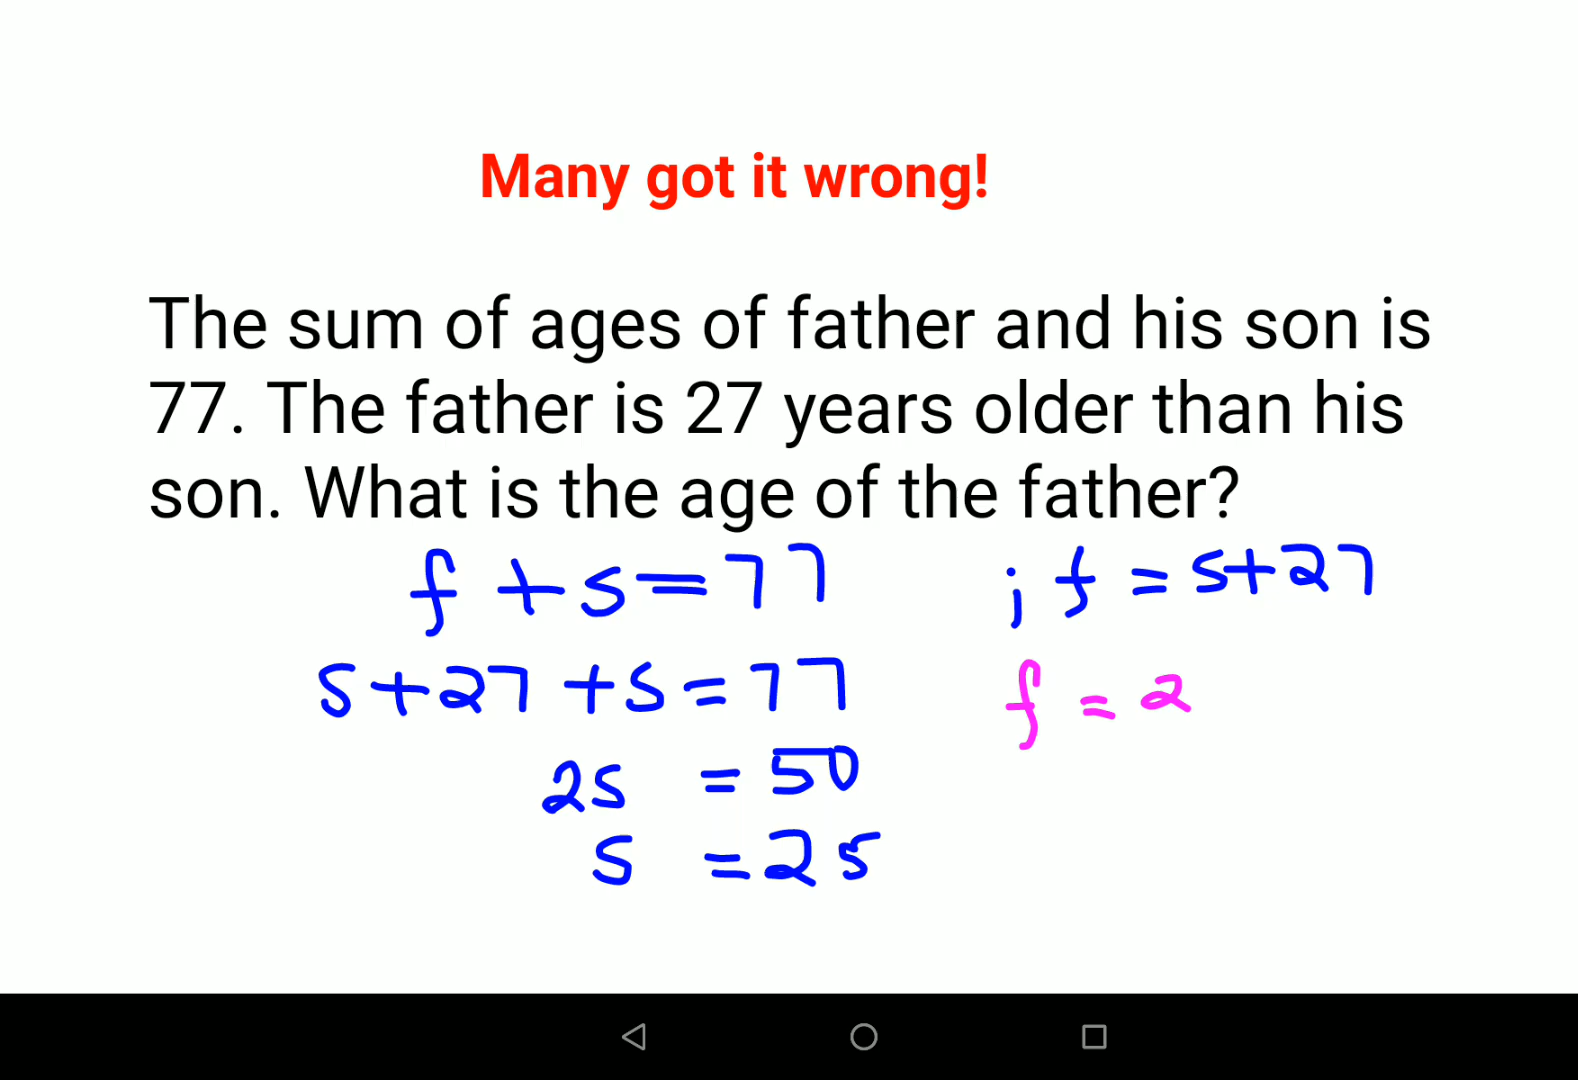 Many got it wrong!
The sum of ages of father and his son is
77. The father is 27 years older than his
son. What is the age of the father?
f + s = 77 ; f = s + 27
s + 27 + s = 77 f = 2
2s = 50
s = 25